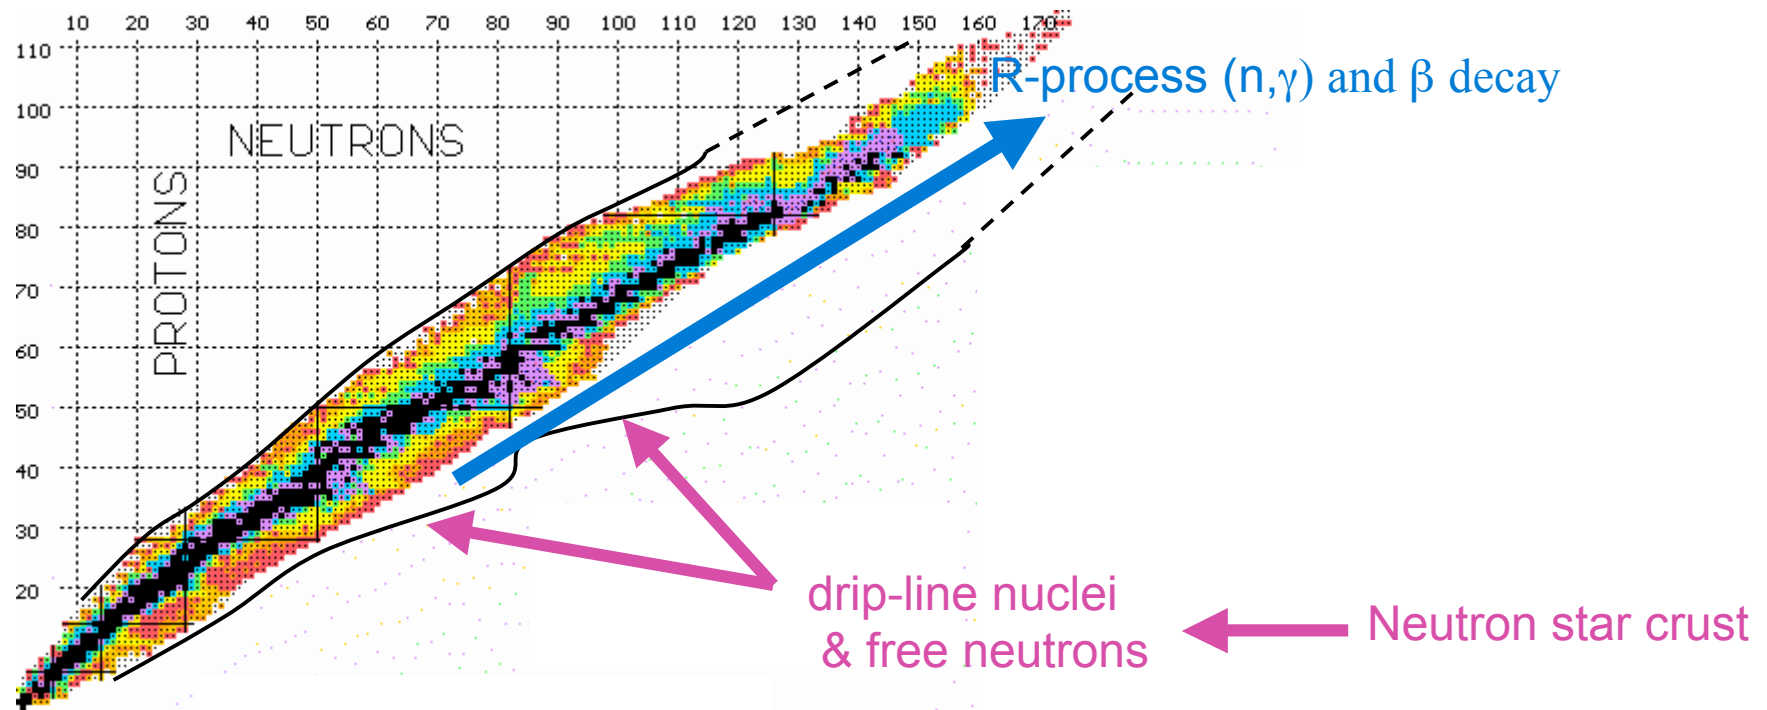 10 20 30 40 50 60 70 80 90 100 110 120 130 140 150 160 170
110
100
90
80
70
60
50
40
30
20
NEUTRONS
PROTONS
R-process (n,γ) and β decay
drip-line nuclei
& free neutrons
Neutron star crust